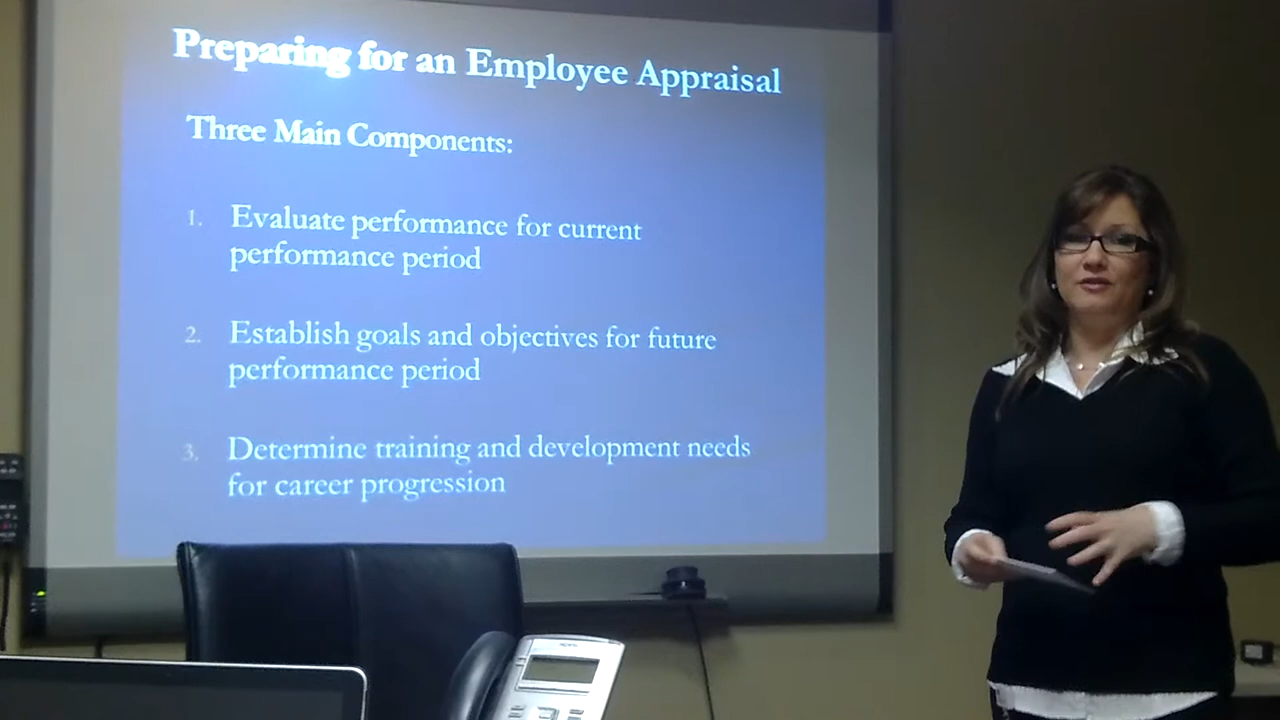 Preparing for an Employee Appraisal
Three Main Components:
1. Evaluate performance for current
performance period
2. Establish goals and objectives for future
performance period
3. Determine training and development needs
for career progression